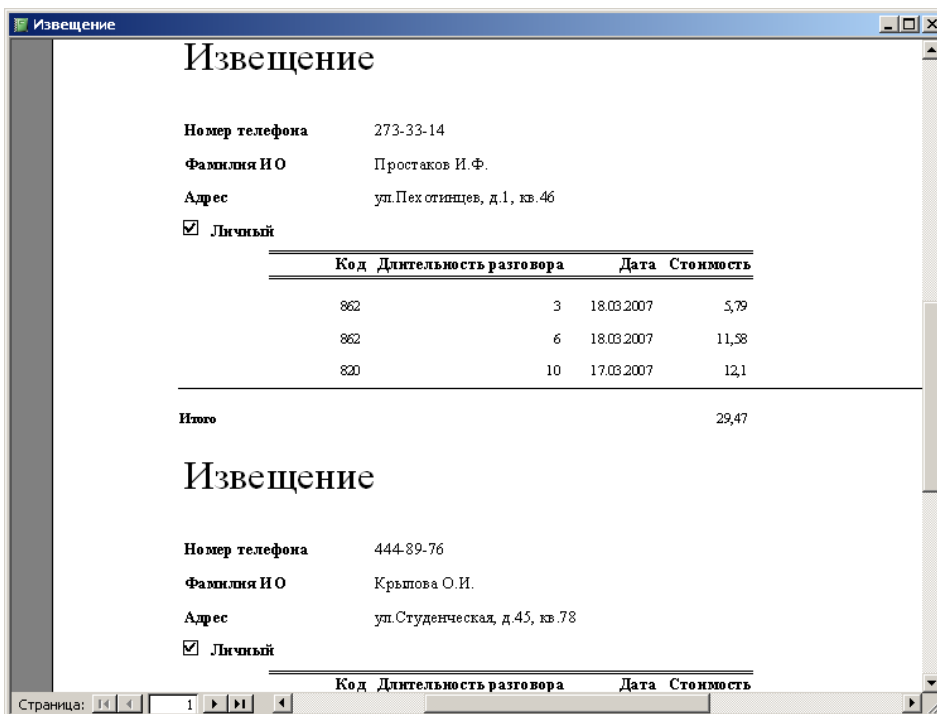 Извещение
Извещение
Номер телефона 273-33-14
Фамилия И О Простаков И.Ф.
Адрес ул.Пехотинцев, д.1, кв.46
Личный
Код Длительность разговора Дата Стоимость
862 3 18.03.2007 5,79
862 6 18.03.2007 11,58
820 10 17.03.2007 12,1
Итого 29,47
Извещение
Номер телефона 444-89-76
Фамилия И О Крылова О.И.
Адрес ул.Студенческая, д.45, кв.78
Личный
Код Длительность разговора Дата Стоимость
Страница: 1